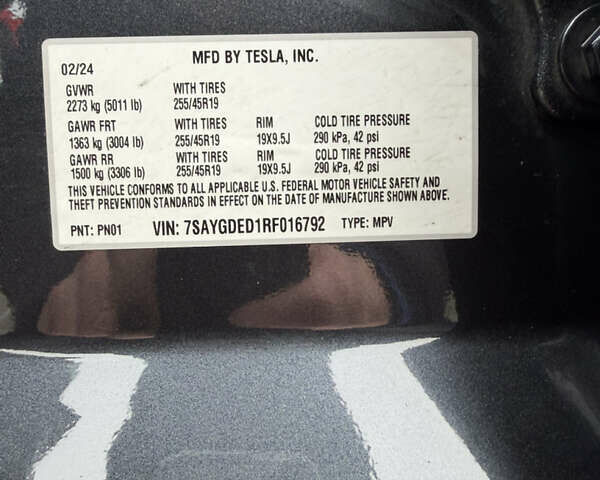 MFD BY TESLA, INC.
02/24
GVWR WITH TIRES
2273 kg (5011 lb) 255/45R19
GAWR FRT WITH TIRES RIM COLD TIRE PRESSURE
1363 kg (3004 lb) 255/45R19 19X9.5J 290 kPa, 42 psi
GAWR RR WITH TIRES RIM COLD TIRE PRESSURE
1500 kg (3306 lb) 255/45R19 19X9.5J 290 kPa, 42 psi
THIS VEHICLE CONFORMS TO ALL APPLICABLE U.S. FEDERAL MOTOR VEHICLE SAFETY AND
THEFT PREVENTION STANDARDS IN EFFECT ON THE DATE OF MANUFACTURE SHOWN ABOVE.
PNT: PN01 VIN: 7SAYGDED1RF016792 TYPE: MPV